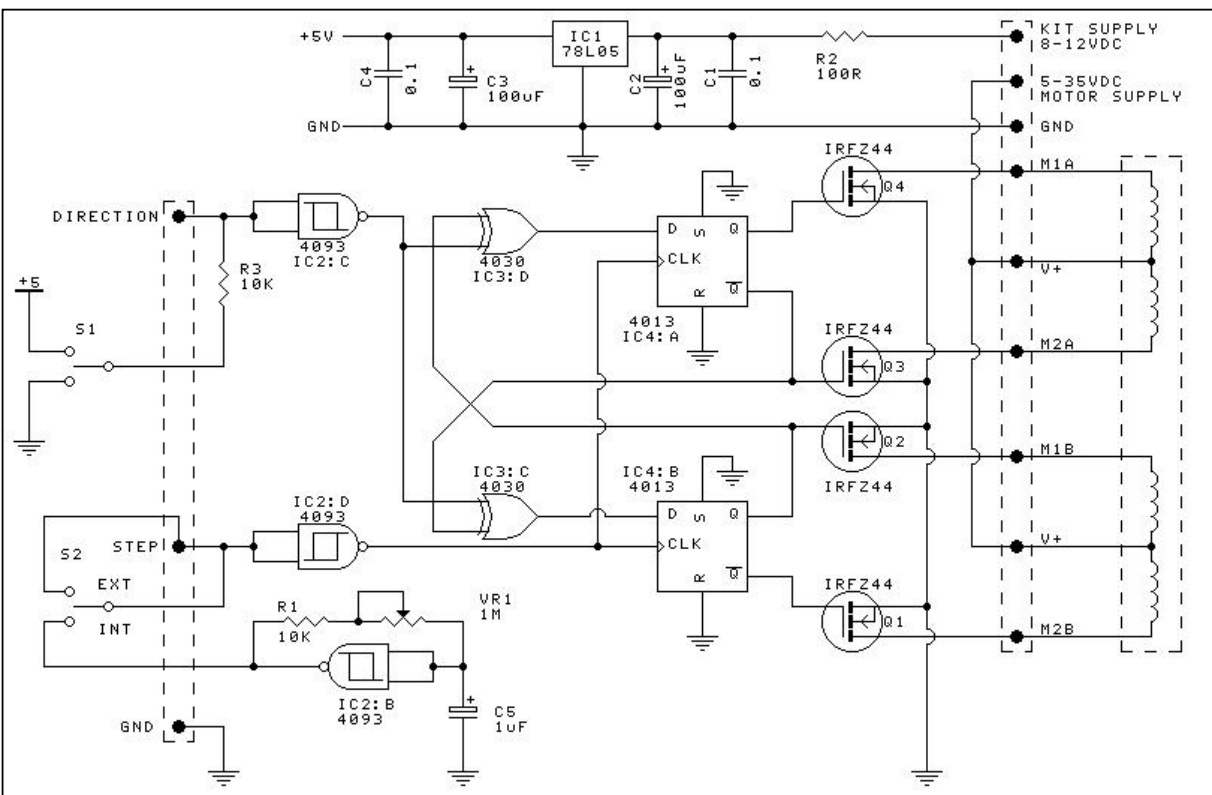 +5V
IC1
78L05
KIT SUPPLY
8-12VDC
C4
0.1
C3
100uF
C2
100uF
C1
0.1
R2
100R
5-35VDC
MOTOR SUPPLY
GND
GND
IRFZ44
M1A
Q4
DIRECTION
4093
IC2:C
4030
IC3:D
D
S
Q
CLK
R
Q
4013
IC4:A
R3
10K
V+
+5
S1
IRFZ44
M2A
Q3
Q2
M1B
IRFZ44
IC3:C
4030
IC4:B
4013
D
S
Q
CLK
R
Q
IC2:D
4093
STEP
S2
EXT
INT
V+
R1
10K
VR1
1M
IRFZ44
Q1
M2B
IC2:B
4093
C5
1uF
GND